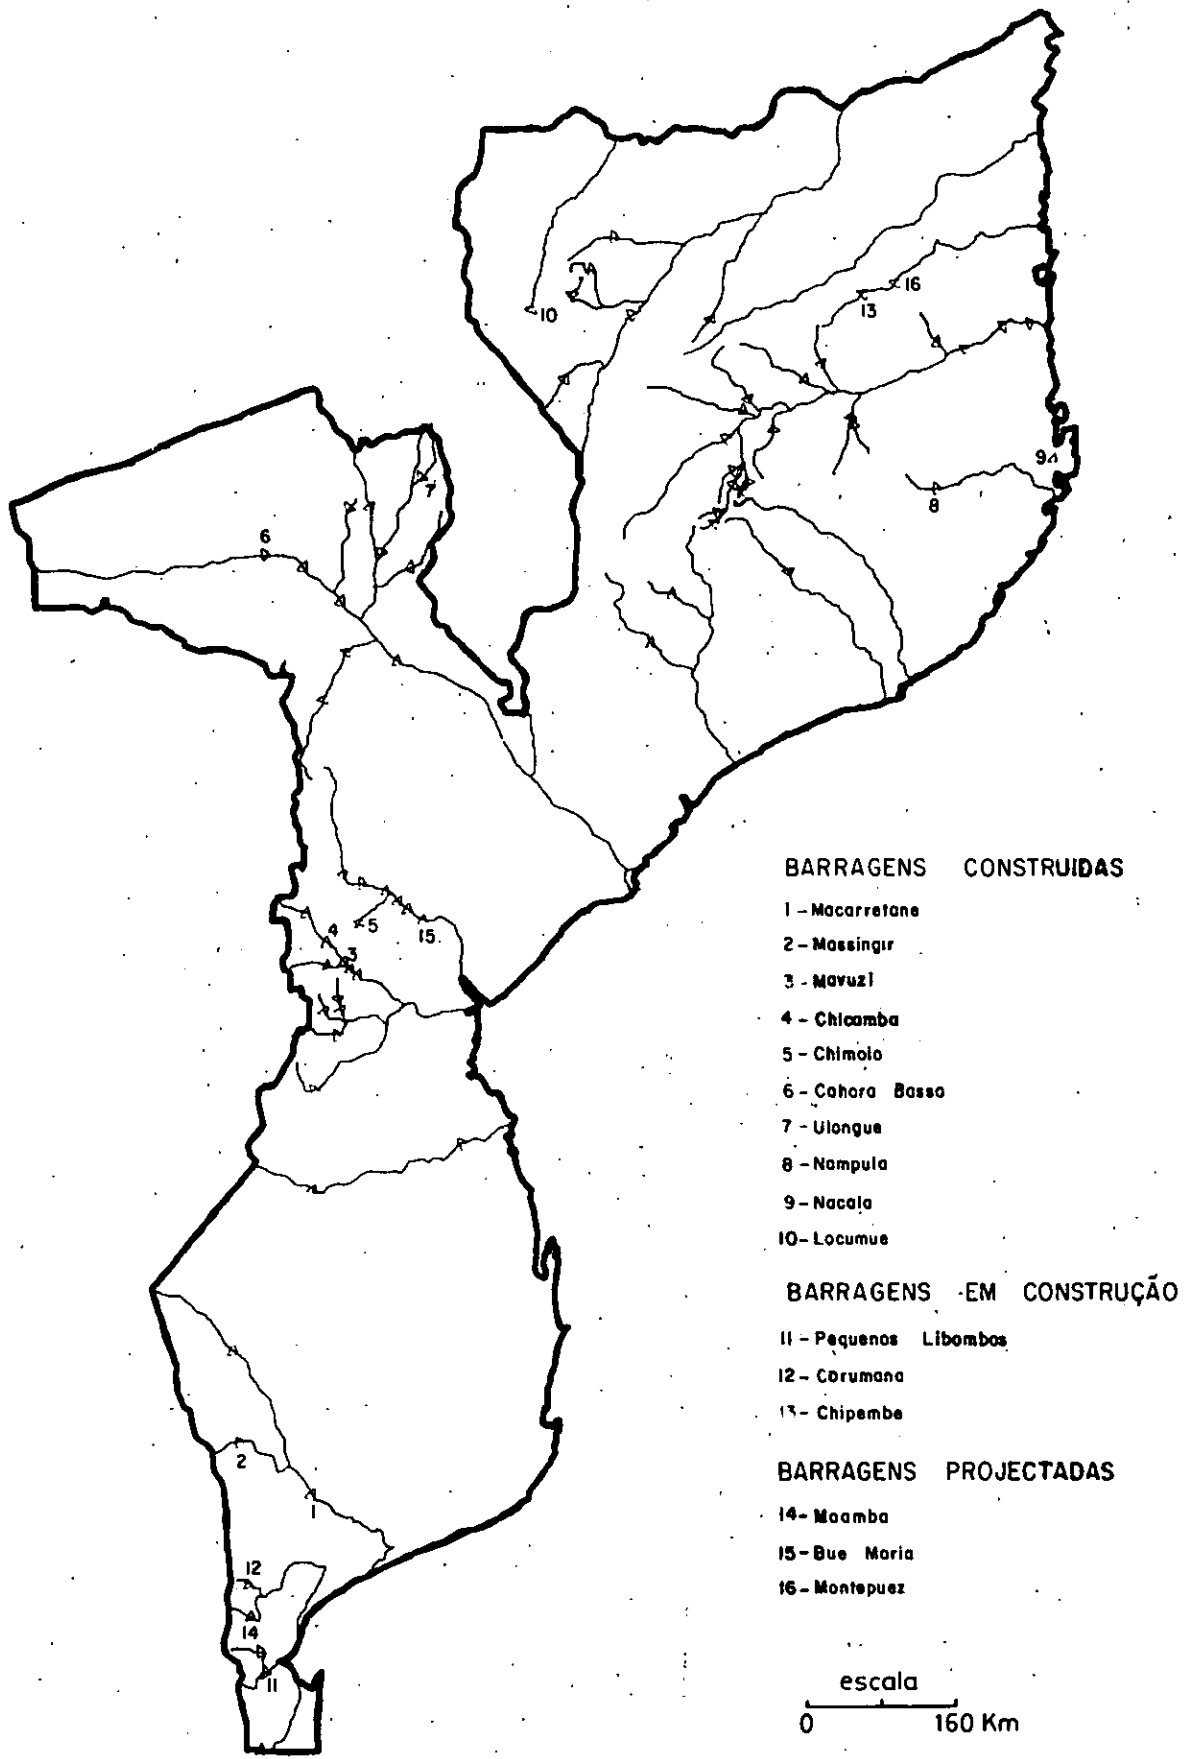 10
16
13
9
8
7
6
4
5
3
15
2
1
12
14
11
BARRAGENS CONSTRUIDAS
1 - Macarretane
2 - Massingir
3 - Mavuzi
4 - Chicamba
5 - Chimoio
6 - Cahora Bassa
7 - Ulongue
8 - Nampula
9 - Nacala
10 - Locumue
BARRAGENS EM CONSTRUÇÃO
11 - Pequenos Libombos
12 - Corumana
13 - Chipembe
BARRAGENS PROJECTADAS
14 - Moamba
15 - Bue Maria
16 - Montepuez
escala
0 160 Km